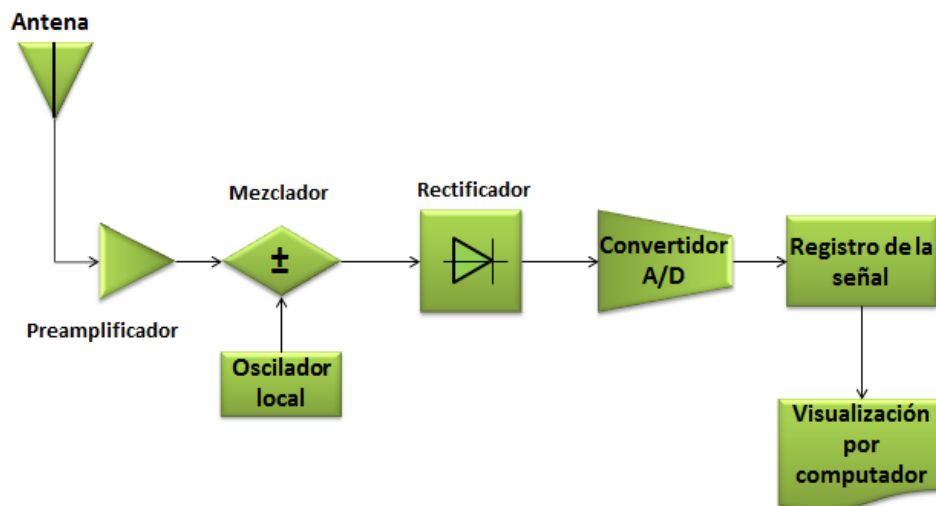 Antena
Preamplificador
Mezclador
±
Oscilador
local
Rectificador
Convertidor
A/D
Registro de la
señal
Visualización
por
computador